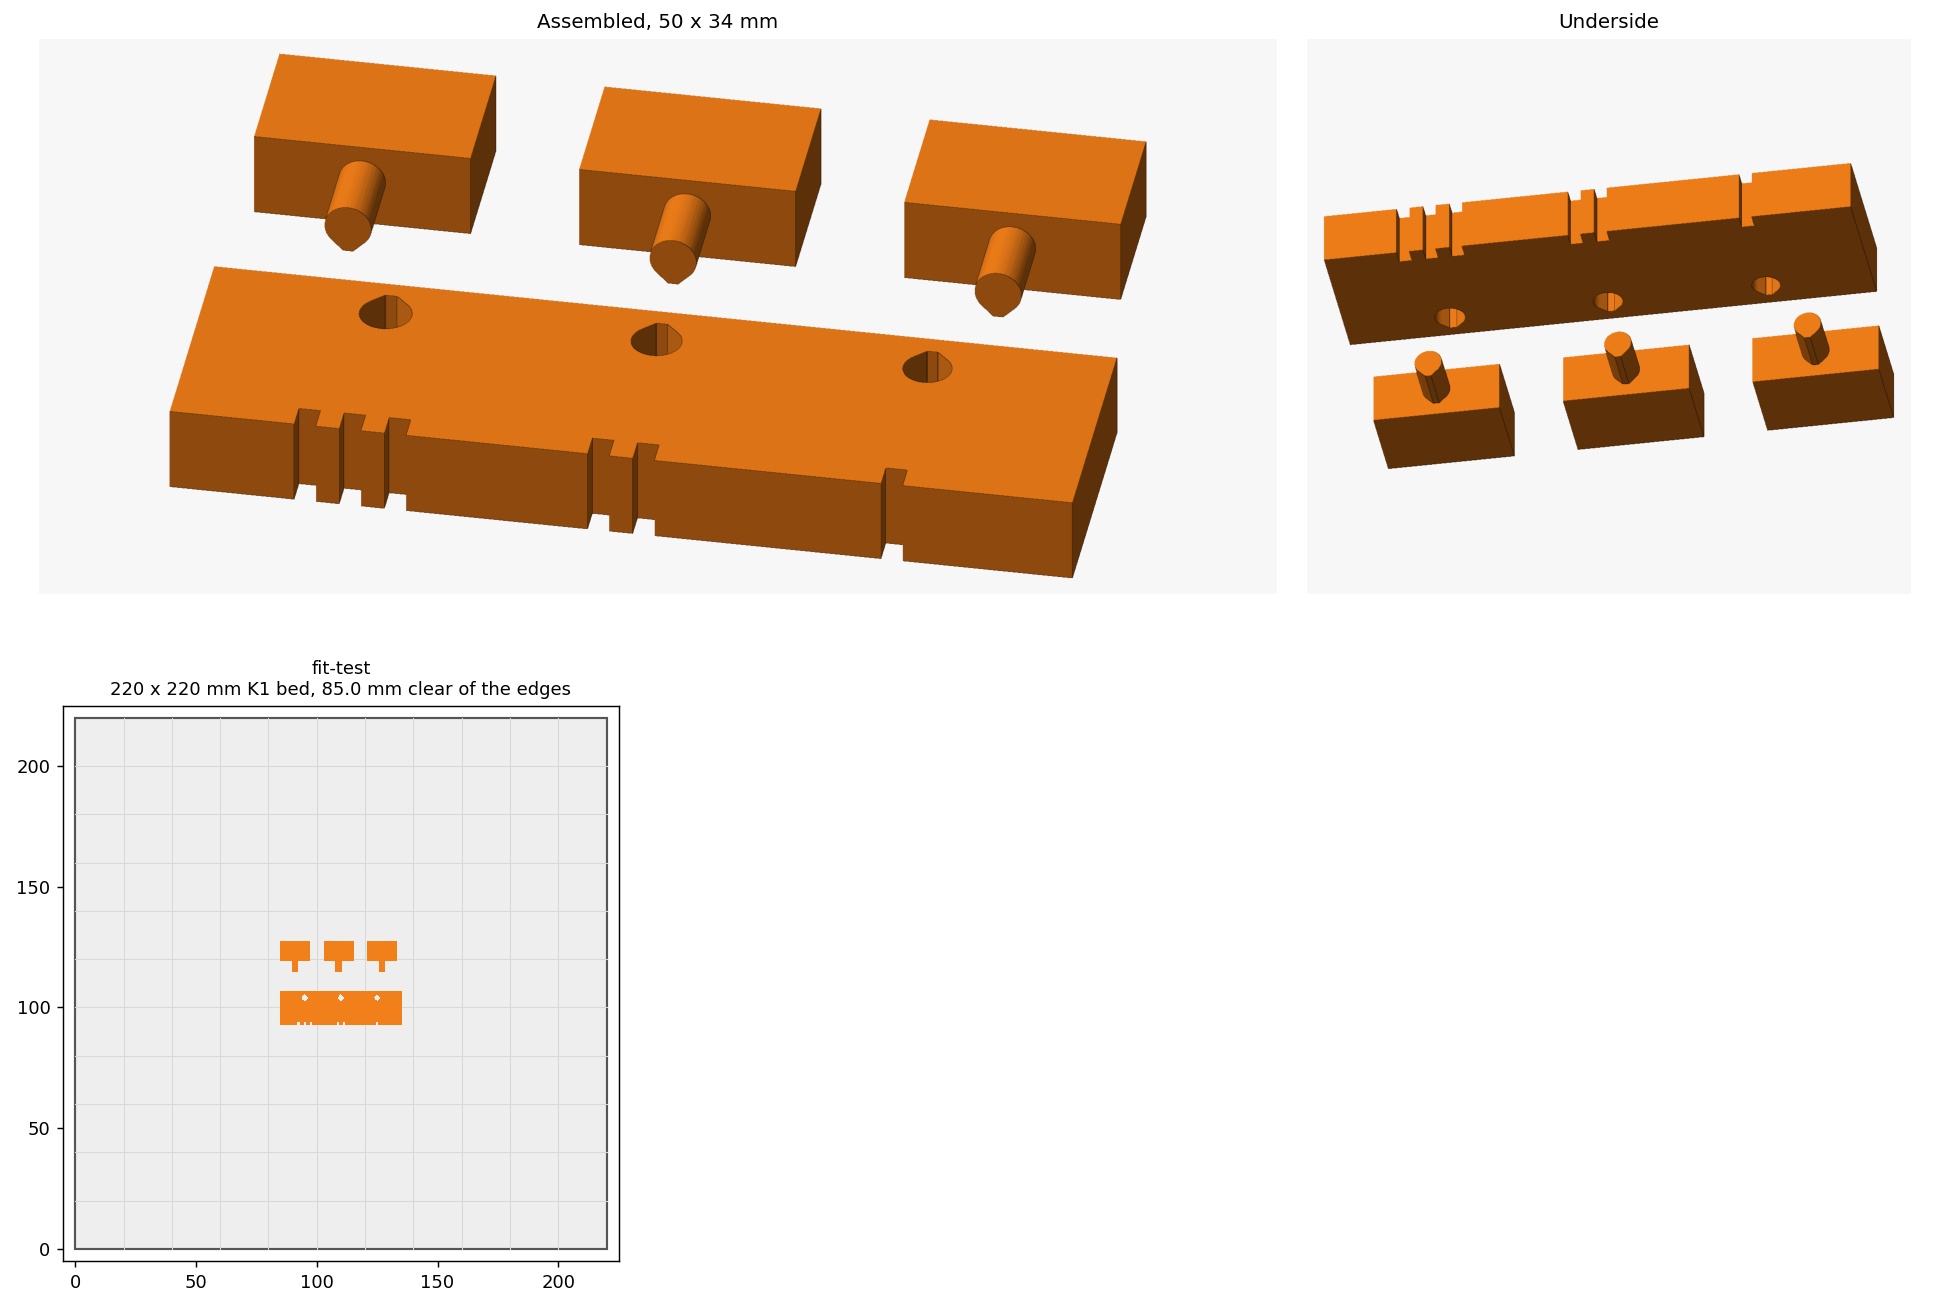 Assembled, 50 x 34 mm
Underside
fit-test
220 x 220 mm K1 bed, 85.0 mm clear of the edges
200
150
100
50
0
0 50 100 150 200